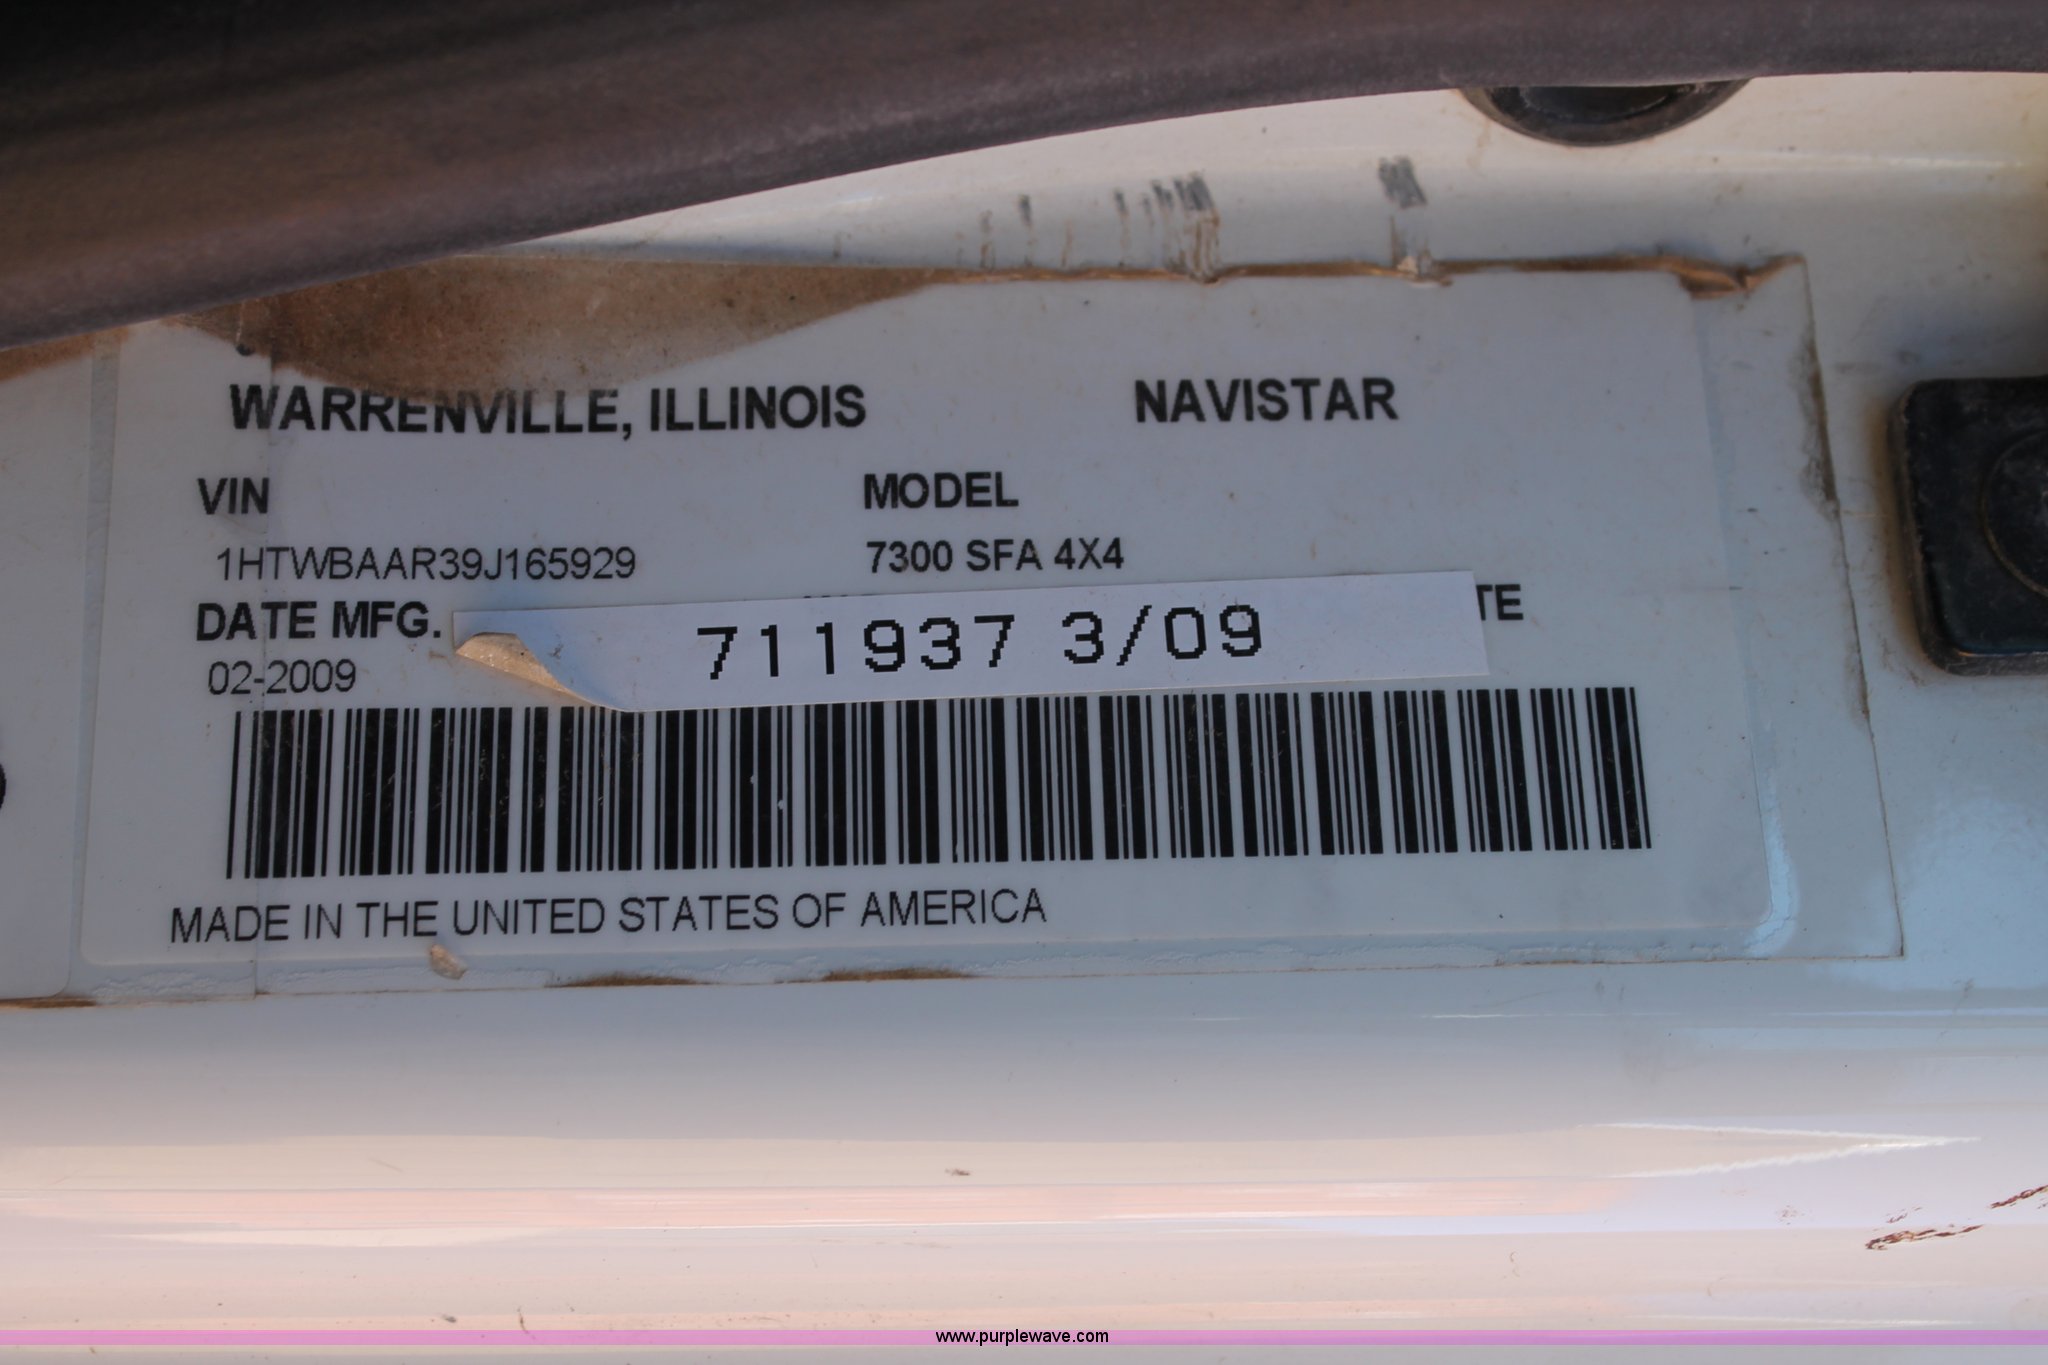 WARRENVILLE, ILLINOIS NAVISTAR
VIN MODEL
1HTWBAAR39J165929 7300 SFA 4X4
DATE MFG. TE
711937 3/09
02-2009
MADE IN THE UNITED STATES OF AMERICA
www.purplewave.com